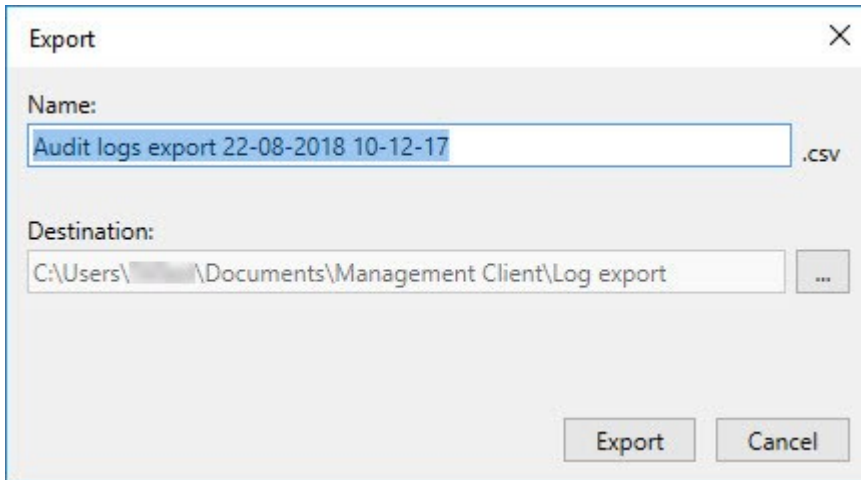 Export
Name:
Audit logs export 22-08-2018 10-12-17
.csv
Destination:
C:\Users\ \Documents\Management Client\Log export
...
Export
Cancel